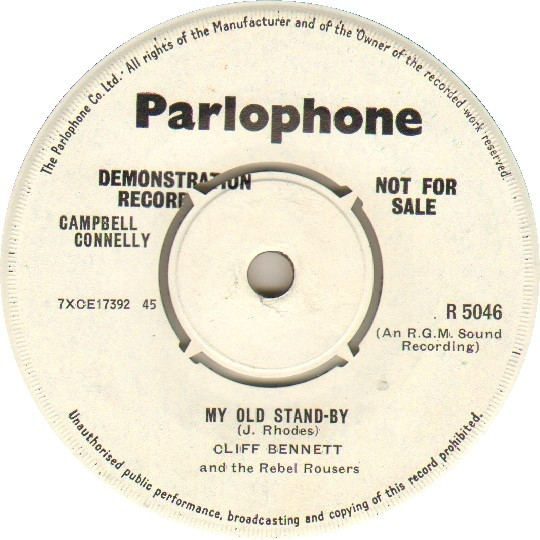 The Parlophone Co. Ltd. · All rights of the Manufacturer and of the Owner of the recorded work reserved.
Parlophone
DEMONSTRATION
RECORD
NOT FOR
SALE
CAMPBELL
CONNELLY
7XCE17392 45
R 5046
(An R.G.M. Sound
Recording)
MY OLD STAND-BY
(J. Rhodes)
CLIFF BENNETT
and the Rebel Rousers
Unauthorised public performance, broadcasting and copying of this record prohibited.